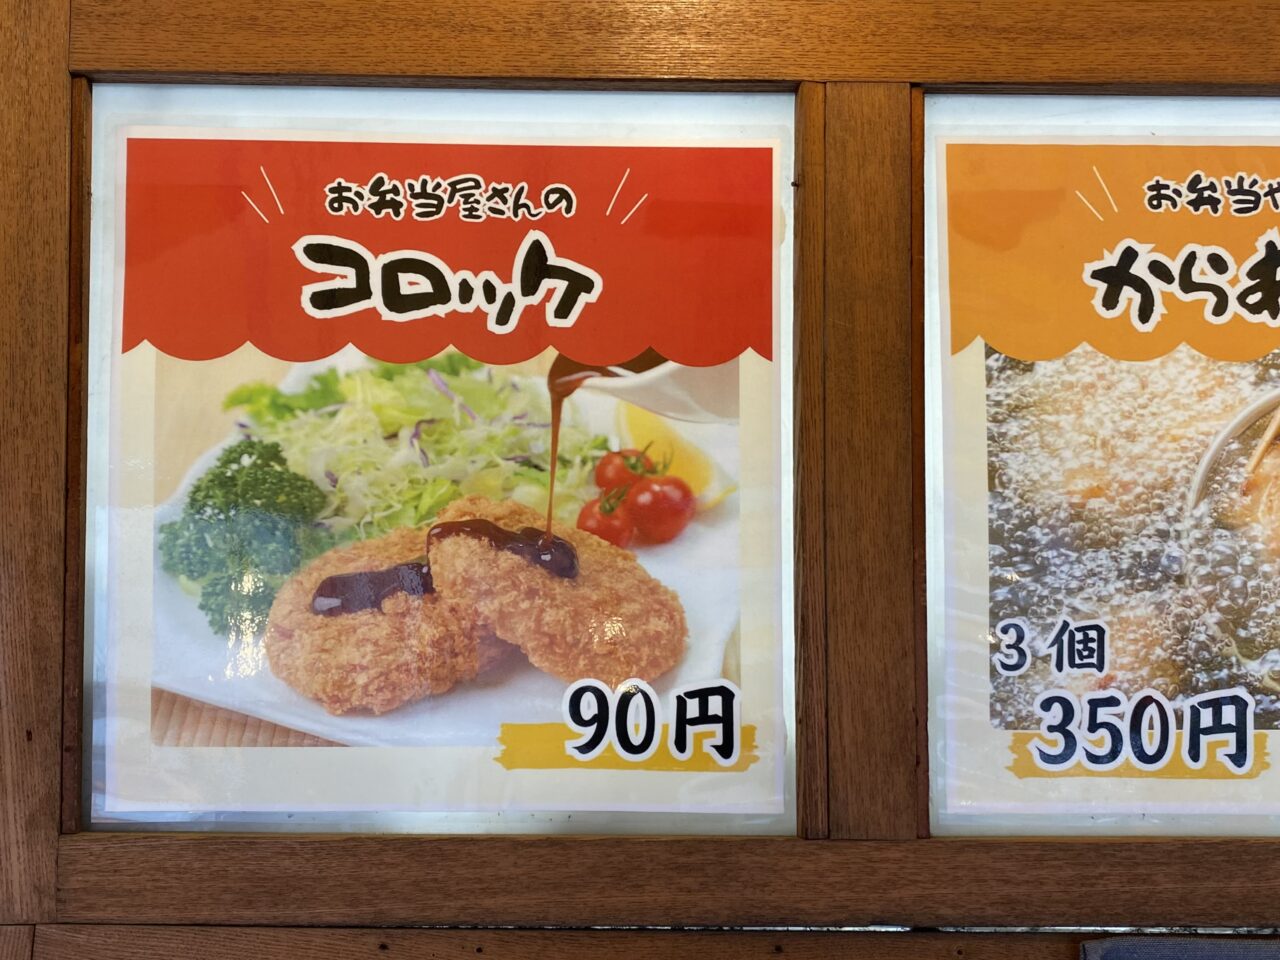 お弁当屋さんの
コロッケ
90円
お弁当や
からあ
3個
350円